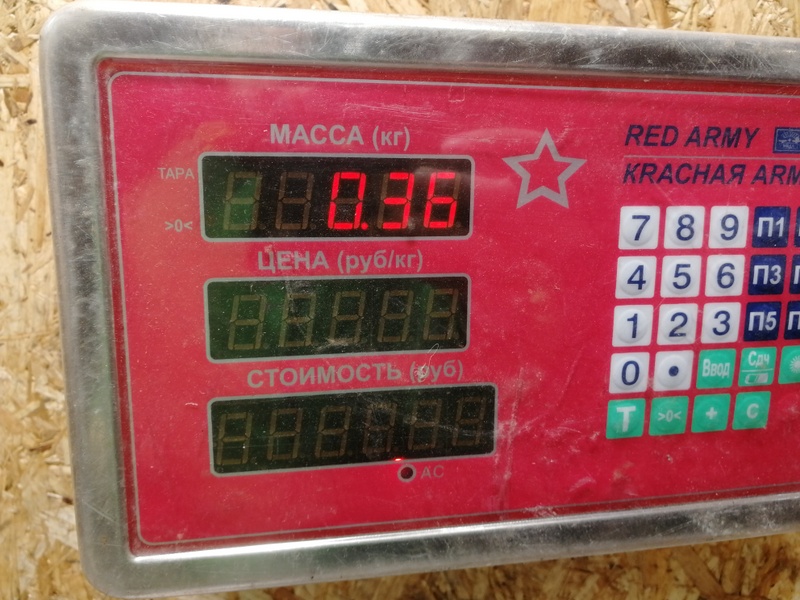 МАССА (кг)
ТАРА
0.36
>0<
ЦЕНА (руб/кг)
СТОИМОСТЬ (руб)
АС
RED ARMY
КRАСНАЯ ARM
7 8 9 П1
4 5 6 П3
1 2 3 П5
0 • Ввод Сдч
T >0< + C